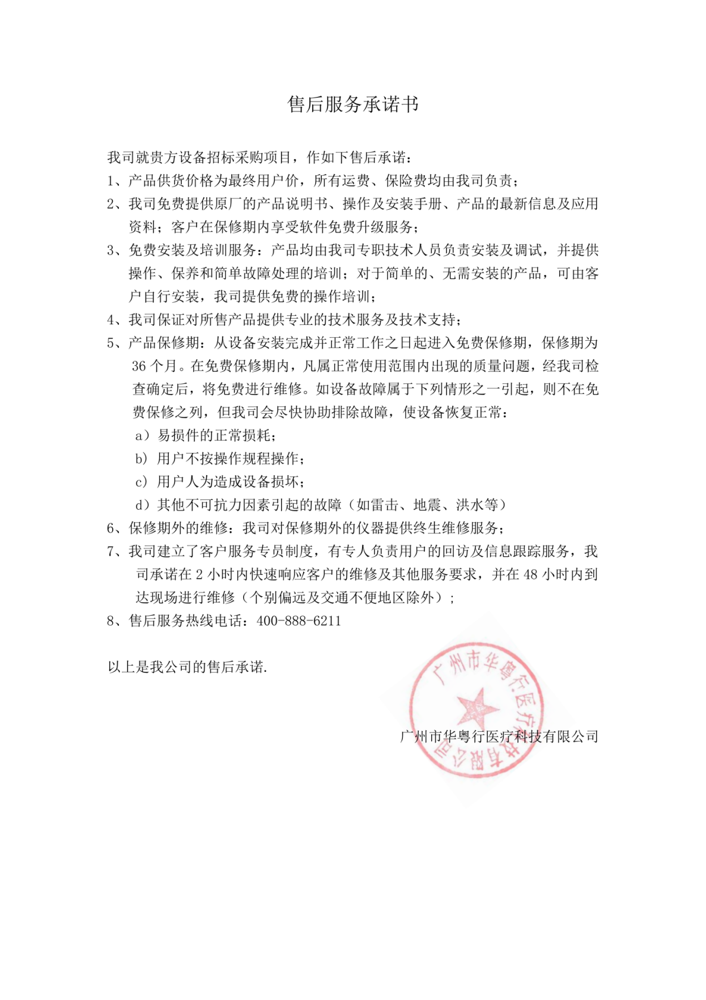 售后服务承诺书
我司就贵方设备招标采购项目，作如下售后承诺：
1、产品供货价格为最终用户价，所有运费、保险费均由我司负责；
2、我司免费提供原厂的产品说明书、操作及安装手册、产品的最新信息及应用
资料；客户在保修期内享受软件免费升级服务；
3、免费安装及培训服务：产品均由我司专职技术人员负责安装及调试，并提供
操作、保养和简单故障处理的培训；对于简单的、无需安装的产品，可由客
户自行安装，我司提供免费的操作培训；
4、我司保证对所售产品提供专业的技术服务及技术支持；
5、产品保修期：从设备安装完成并正常工作之日起进入免费保修期，保修期为
36 个月。在免费保修期内，凡属正常使用范围内出现的质量问题，经我司检
查确定后，将免费进行维修。如设备故障属于下列情形之一引起，则不在免
费保修之列，但我司会尽快协助排除故障，使设备恢复正常：
a）易损件的正常损耗；
b) 用户不按操作规程操作；
c) 用户人为造成设备损坏；
d）其他不可抗力因素引起的故障（如雷击、地震、洪水等）
6、保修期外的维修：我司对保修期外的仪器提供终生维修服务；
7、我司建立了客户服务专员制度，有专人负责用户的回访及信息跟踪服务，我
司承诺在 2 小时内快速响应客户的维修及其他服务要求，并在 48 小时内到
达现场进行维修（个别偏远及交通不便地区除外）;
8、售后服务热线电话：400-888-6211
以上是我公司的售后承诺.
广州市华粤行医疗科技有限公司
广州市华粤行医疗科技有限公司